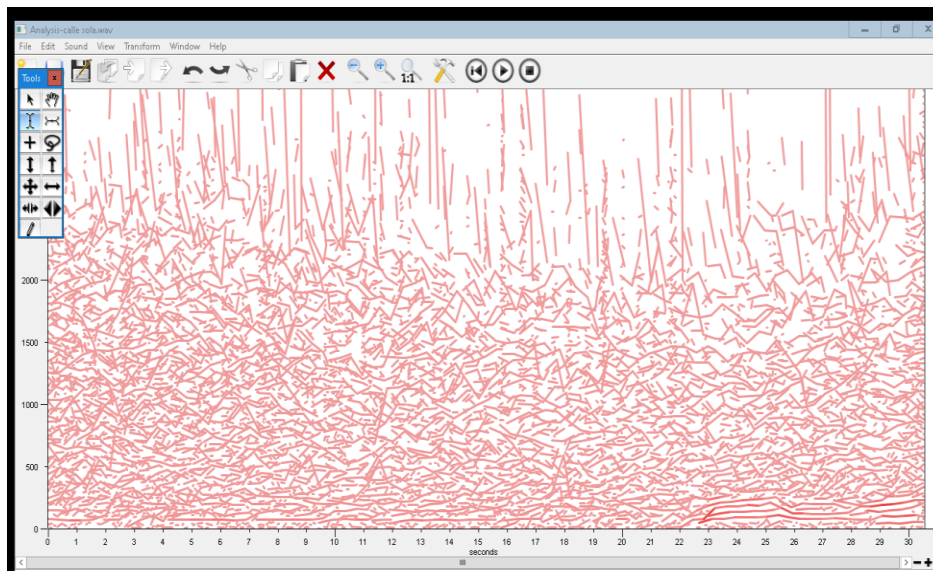 Analysis-calle sola.wav
File Edit Sound View Transform Window Help
1:1
Tools x
2000
1500
1000
500
0
0 1 2 3 4 5 6 7 8 9 10 11 12 13 14 15 16 17 18 19 20 21 22 23 24 25 26 27 28 29 30
seconds